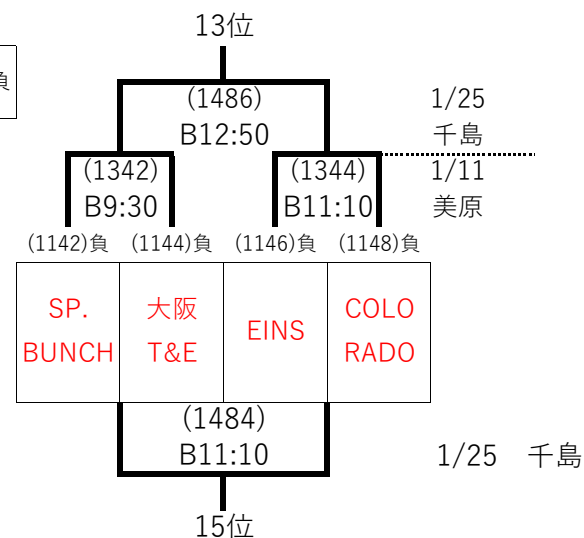 13位
負
(1486)
B12:50
1/25
千島
(1342)
B9:30
(1344)
B11:10
1/11
美原
(1142)負 (1144)負 (1146)負 (1148)負
SP.
BUNCH
大阪
T&E
EINS
COLO
RADO
(1484)
B11:10
1/25 千島
15位